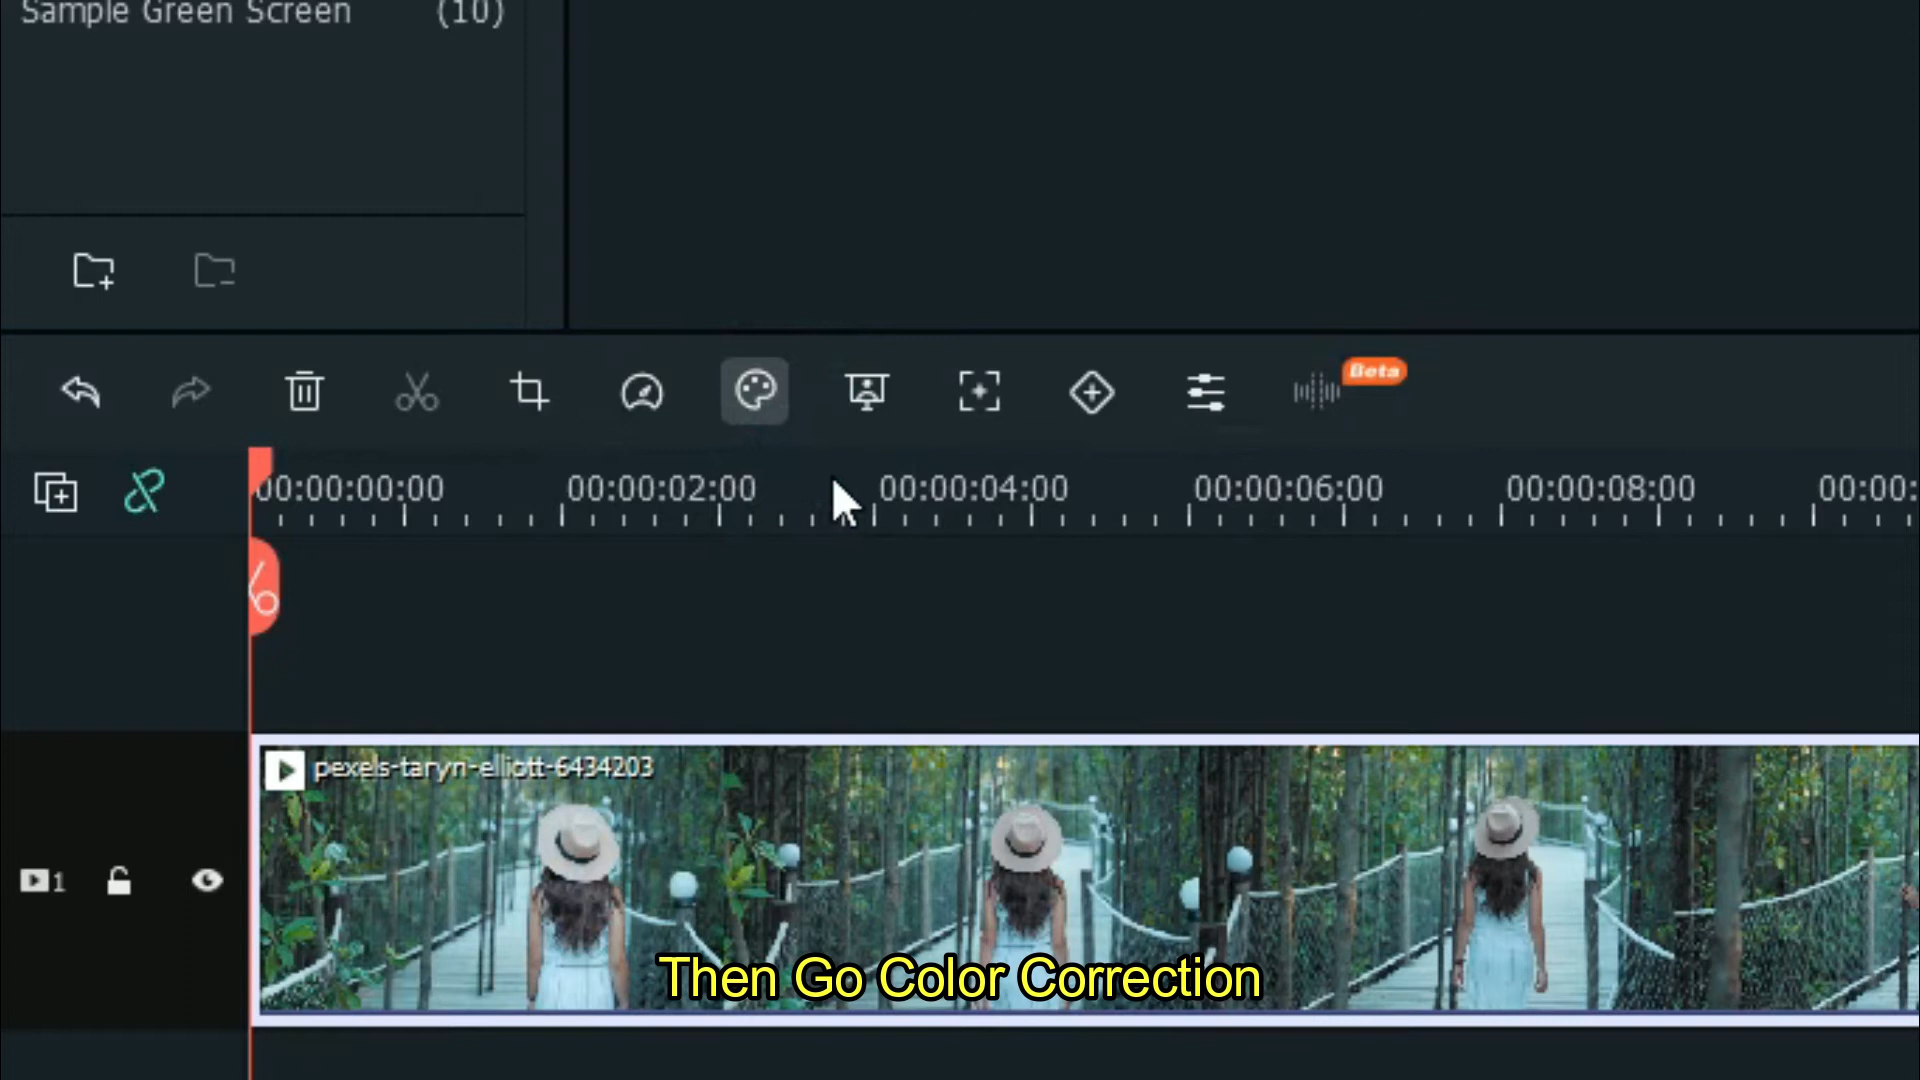 Sample Green Screen (10)
Beta
00:00:00:00 00:00:02:00 00:00:04:00 00:00:06:00 00:00:08:00 00:00:
pexels-taryn-elliott-6434203
1
Then Go Color Correction